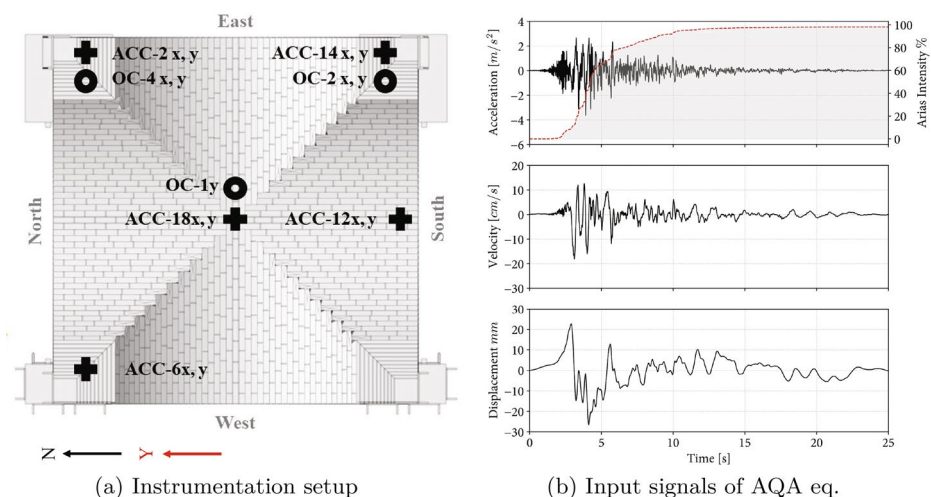 East
ACC-2 x, y
ACC-14 x, y
OC-4 x, y
OC-2 x, y
North
OC-1y
ACC-18x, y
ACC-12x, y
South
ACC-6x, y
West
N
Y
(a) Instrumentation setup
Acceleration [m/s²]
4
2
0
−2
−4
−6
100
80
60
40
20
0
Arias Intensity %
Velocity [cm/s]
20
10
0
−10
−20
−30
Displacement mm
30
20
10
0
−10
−20
−30
0 5 10 15 20 25
Time [s]
(b) Input signals of AQA eq.